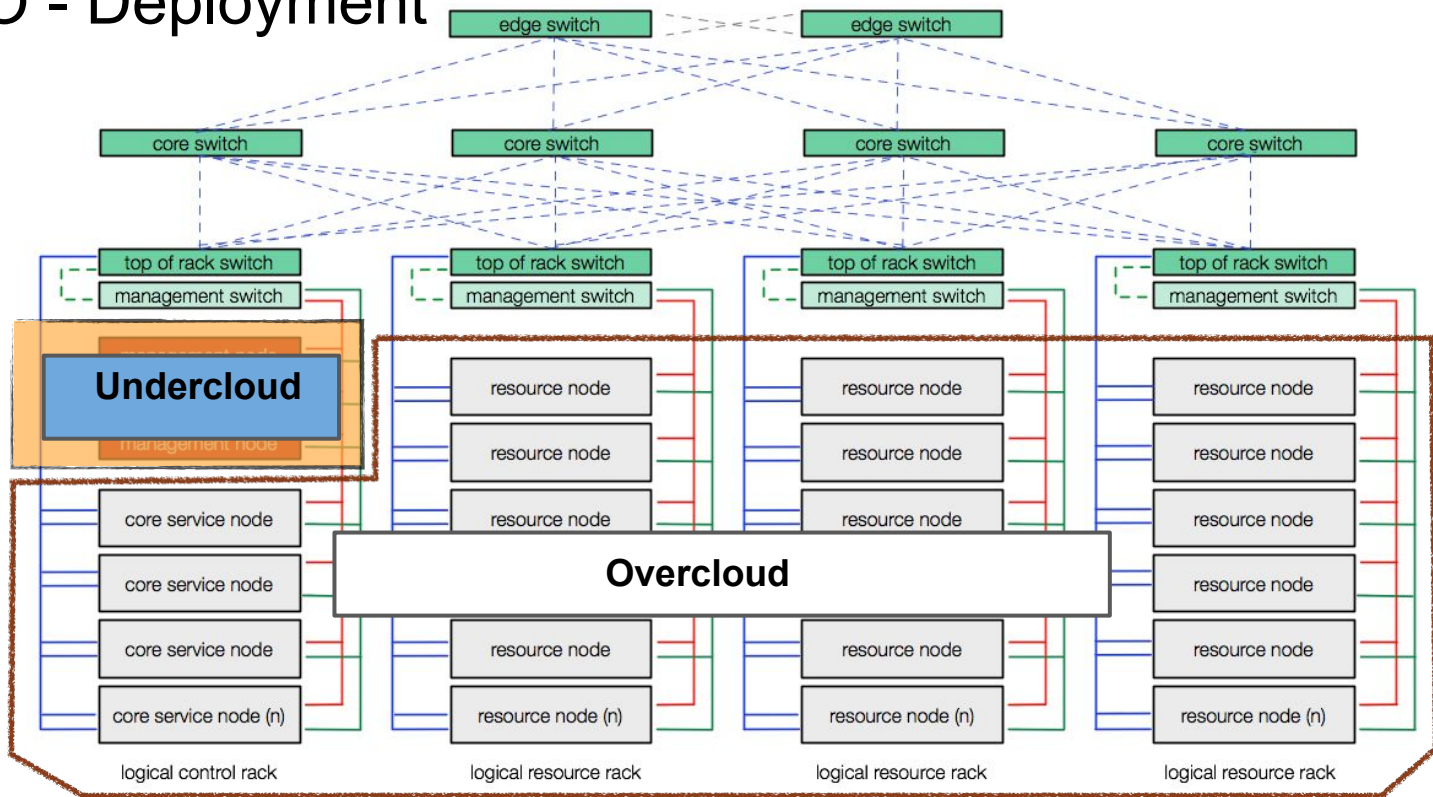 - Deployment
edge switch edge switch
core switch core switch core switch core switch
top of rack switch top of rack switch top of rack switch top of rack switch
management switch management switch management switch management switch
management node
Undercloud
management node
resource node resource node resource node
resource node resource node resource node
core service node resource node resource node resource node
Overcloud
core service node resource node
core service node resource node resource node resource node
core service node (n) resource node (n) resource node (n) resource node (n)
logical control rack logical resource rack logical resource rack logical resource rack